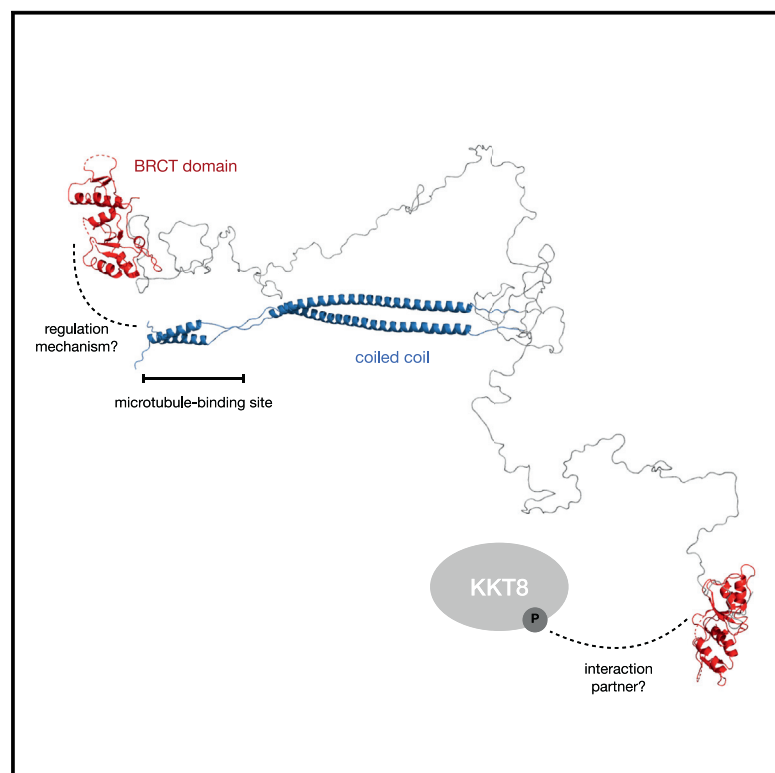 BRCT domain
regulation
mechanism?
coiled coil
microtubule-binding site
KKT8
P
interaction
partner?